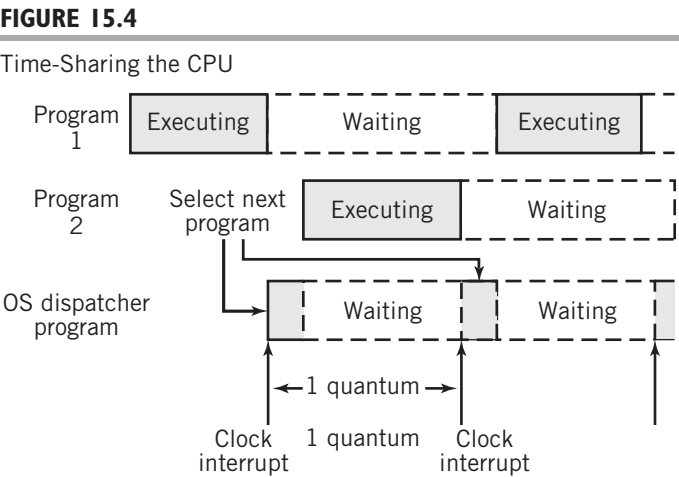 FIGURE 15.4
Time-Sharing the CPU
Program
1
Executing
Waiting
Executing
Program
2
Select next
program
Executing
Waiting
OS dispatcher
program
Waiting
Waiting
1 quantum
Clock
interrupt
1 quantum
Clock
interrupt